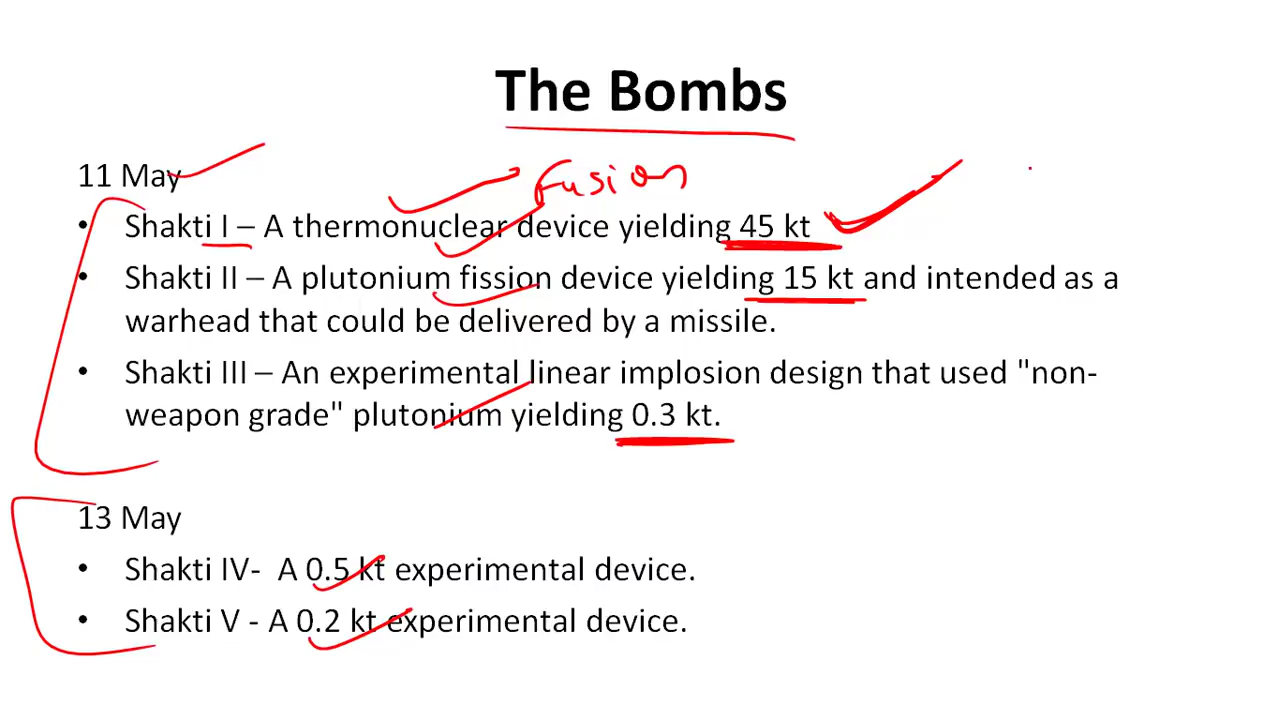 The Bombs
11 May
Fusion
• Shakti I – A thermonuclear device yielding 45 kt
• Shakti II – A plutonium fission device yielding 15 kt and intended as a
warhead that could be delivered by a missile.
• Shakti III – An experimental linear implosion design that used "non-
weapon grade" plutonium yielding 0.3 kt.
13 May
• Shakti IV- A 0.5 kt experimental device.
• Shakti V - A 0.2 kt experimental device.